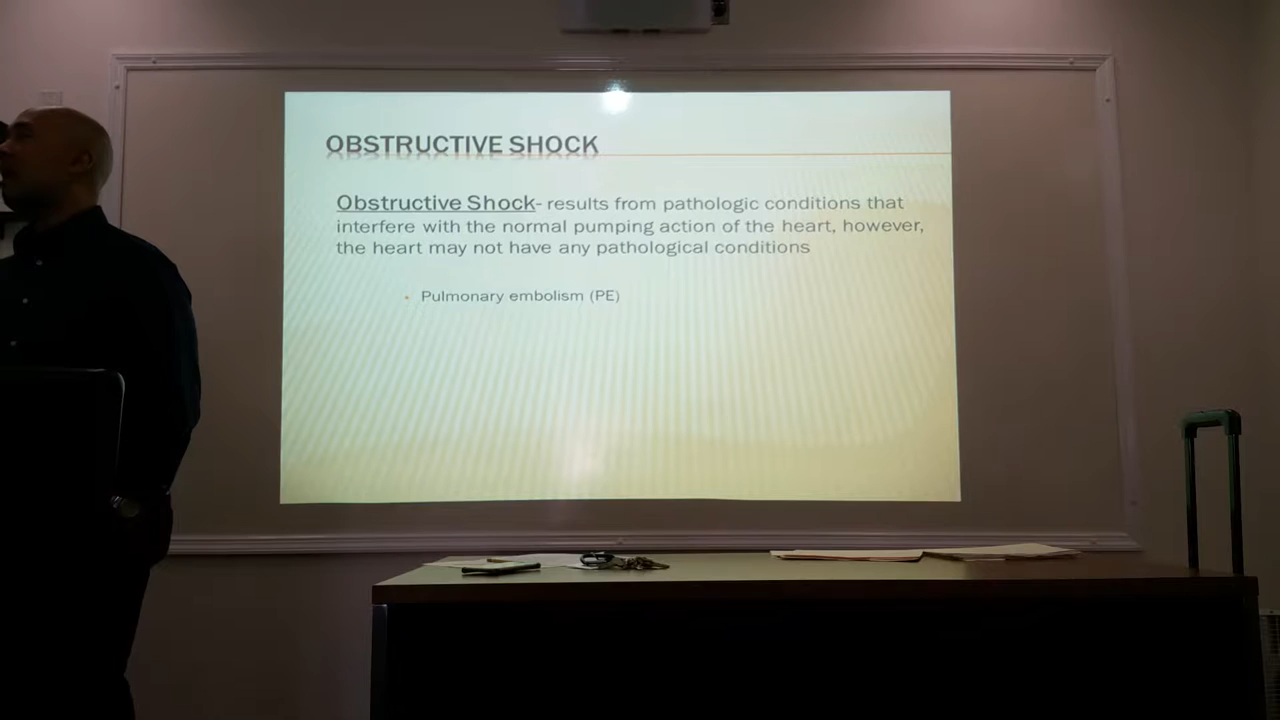 OBSTRUCTIVE SHOCK
Obstructive Shock- results from pathologic conditions that
interfere with the normal pumping action of the heart, however,
the heart may not have any pathological conditions
• Pulmonary embolism (PE)